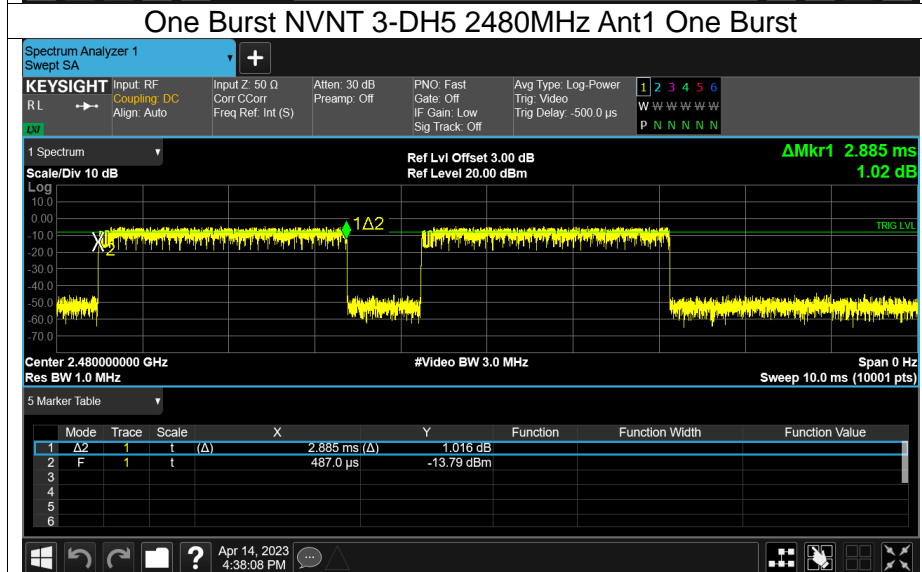 One Burst NVNT 3-DH5 2480MHz Ant1 One Burst
Spectrum Analyzer 1
Swept SA
+
KEYSIGHT Input: RF Input Z: 50 Ω Atten: 30 dB PNO: Fast Avg Type: Log-Power 1 2 3 4 5 6
RL Coupling: DC Corr CCorr Preamp: Off Gate: Off Trig: Video W W W W W W
Align: Auto Freq Ref: Int (S) IF Gain: Low Trig Delay: -500.0 µs
LXI Sig Track: Off P N N N N N
1 Spectrum Ref Lvl Offset 3.00 dB ΔMkr1 2.885 ms
Scale/Div 10 dB Ref Level 20.00 dBm 1.02 dB
Log
10.0
0.00 1Δ2 TRIG LVL
-10.0
2
-20.0
-30.0
-40.0
-50.0
-60.0
-70.0
Center 2.480000000 GHz #Video BW 3.0 MHz Span 0 Hz
Res BW 1.0 MHz Sweep 10.0 ms (10001 pts)
5 Marker Table
Mode Trace Scale X Y Function Function Width Function Value
1 Δ2 1 t (Δ) 2.885 ms (Δ) 1.016 dB
2 F 1 t 487.0 µs -13.79 dBm
3
4
5
6
? Apr 14, 2023
4:38:08 PM